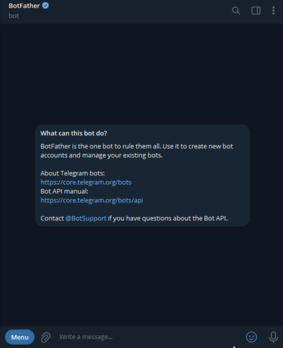 BotFather
bot
What can this bot do?
BotFather is the one bot to rule them all. Use it to create new bot
accounts and manage your existing bots.
About Telegram bots:
https://core.telegram.org/bots
Bot API manual:
https://core.telegram.org/bots/api
Contact @BotSupport if you have questions about the Bot API.
Menu
Write a message...